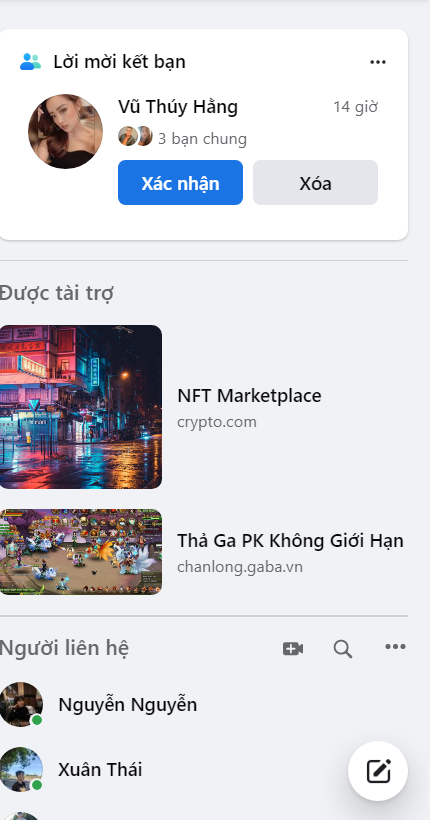 Lời mời kết bạn
Vũ Thúy Hằng
14 giờ
3 bạn chung
Xác nhận
Xóa
Được tài trợ
NFT Marketplace
crypto.com
Thả Ga PK Không Giới Hạn
chanlong.gaba.vn
Người liên hệ
Nguyễn Nguyễn
Xuân Thái